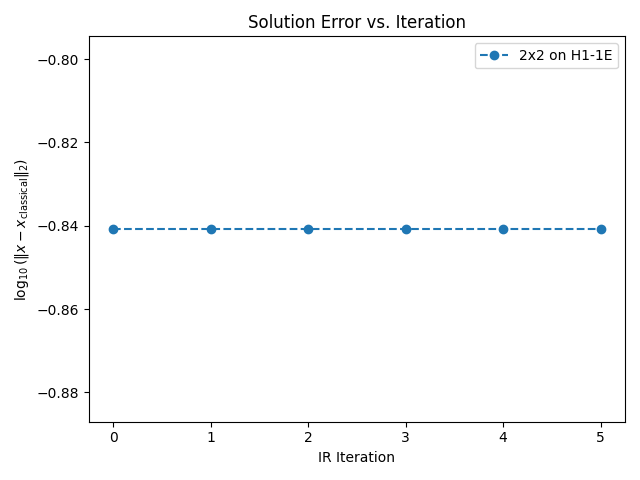 Solution Error vs. Iteration
2x2 on H1-1E
−0.80
−0.82
−0.84
−0.86
−0.88
log₁₀ (‖x − x_classical‖₂)
0 1 2 3 4 5
IR Iteration